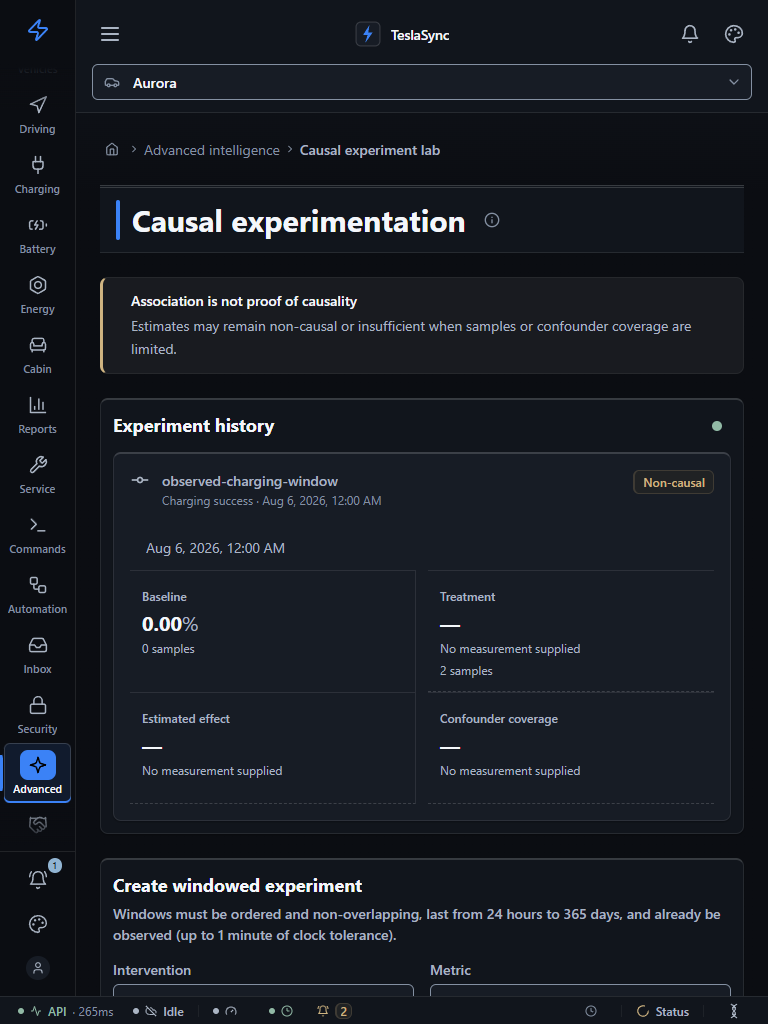 TeslaSync
Aurora
Driving
Charging
Battery
Energy
Cabin
Reports
Service
Commands
Automation
Inbox
Security
Advanced
1
Advanced intelligence > Causal experiment lab
Causal experimentation
Association is not proof of causality
Estimates may remain non-causal or insufficient when samples or confounder coverage are
limited.
Experiment history
observed-charging-window
Non-causal
Charging success · Aug 6, 2026, 12:00 AM
Aug 6, 2026, 12:00 AM
Baseline
0.00%
0 samples
Treatment
—
No measurement supplied
2 samples
Estimated effect
—
No measurement supplied
Confounder coverage
—
No measurement supplied
Create windowed experiment
Windows must be ordered and non-overlapping, last from 24 hours to 365 days, and already be
observed (up to 1 minute of clock tolerance).
Intervention
Metric
API · 265ms
Idle
2
Status